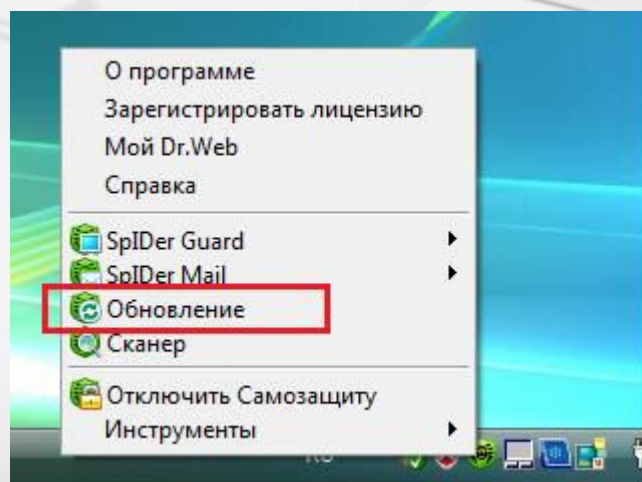 О программе
Зарегистрировать лицензию
Мой Dr.Web
Справка
SpIDer Guard
SpIDer Mail
Обновление
Сканер
Отключить Самозащиту
Инструменты